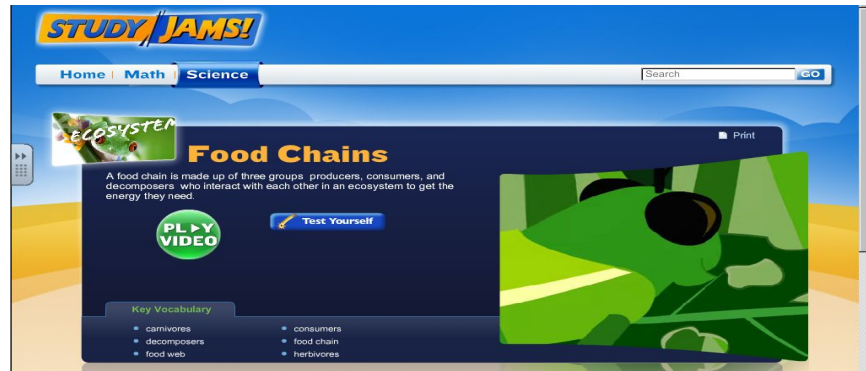 STUDY JAMS!
Home | Math | Science
Search
GO
ECOSYSTEM
Print
Food Chains
A food chain is made up of three groups producers, consumers, and
decomposers who interact with each other in an ecosystem to get the
energy they need.
PLAY
VIDEO
Test Yourself
Key Vocabulary
• carnivores
• decomposers
• food web
• consumers
• food chain
• herbivores